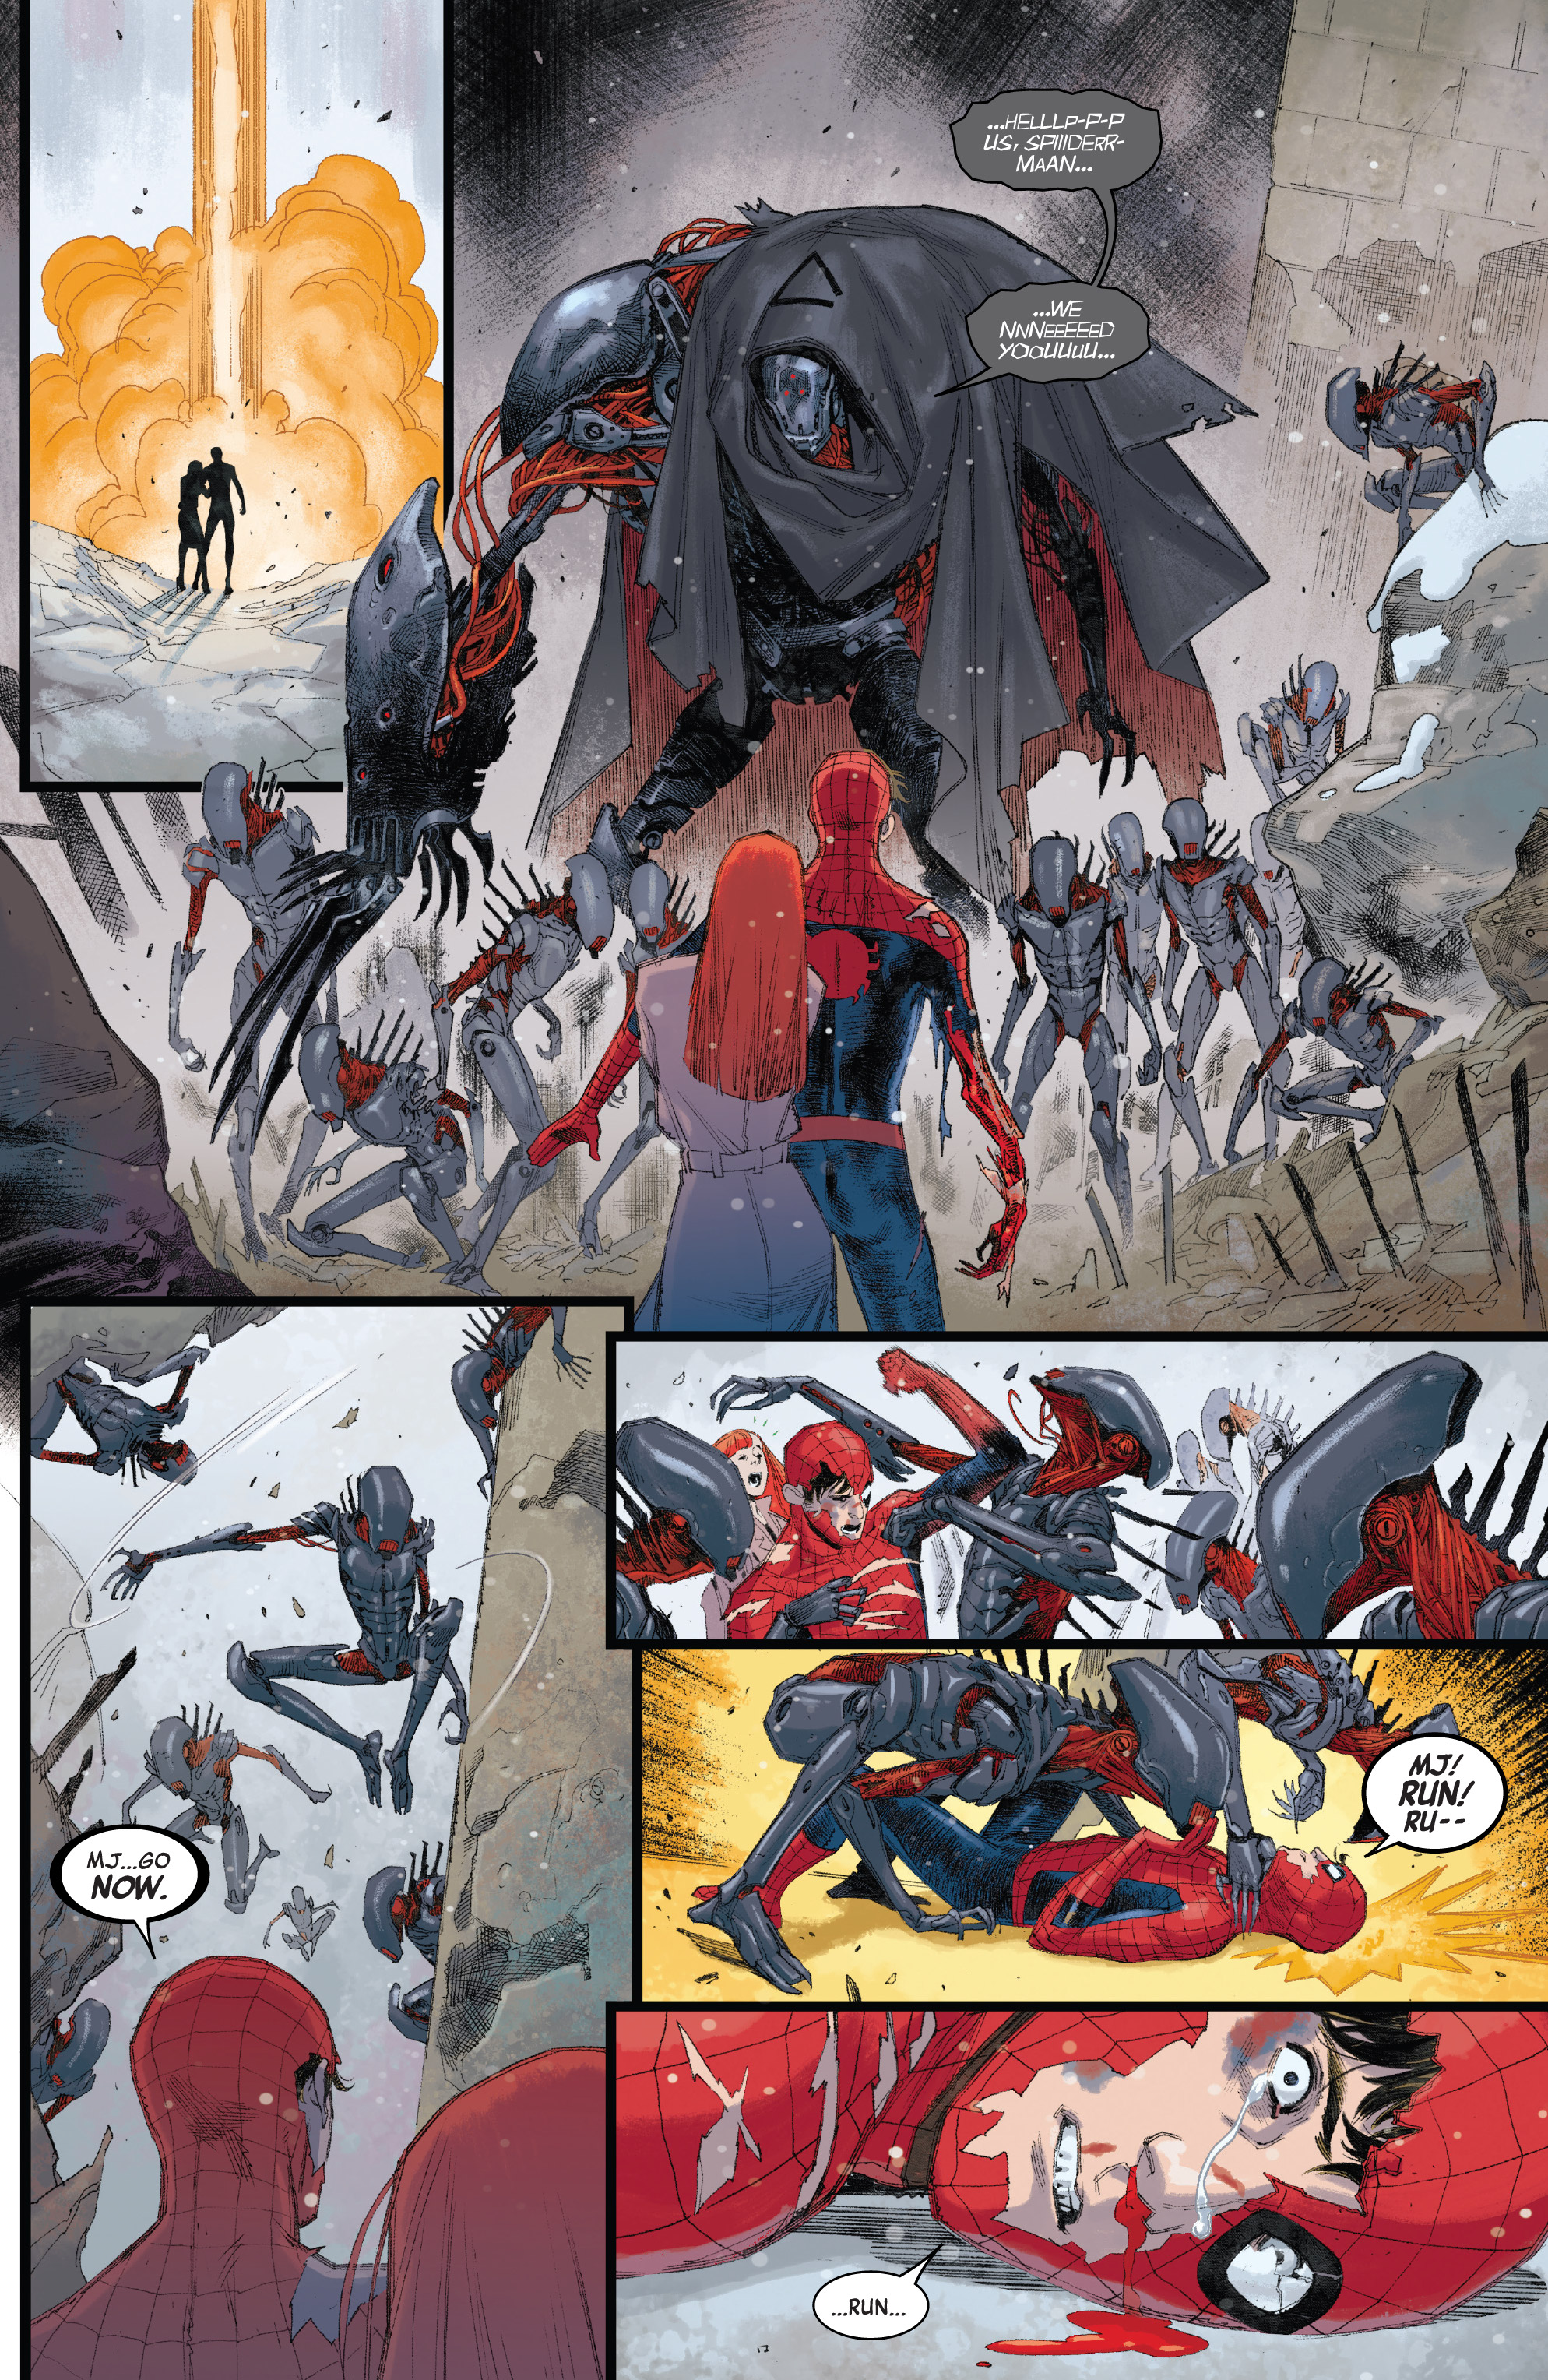 ...HELLLP-P-P
US, SPIIIDERR-
MAAN...
...WE
NNNEEEEED
YOOUUUU...
MJ...GO
NOW.
MJ!
RUN!
RU--
...RUN...